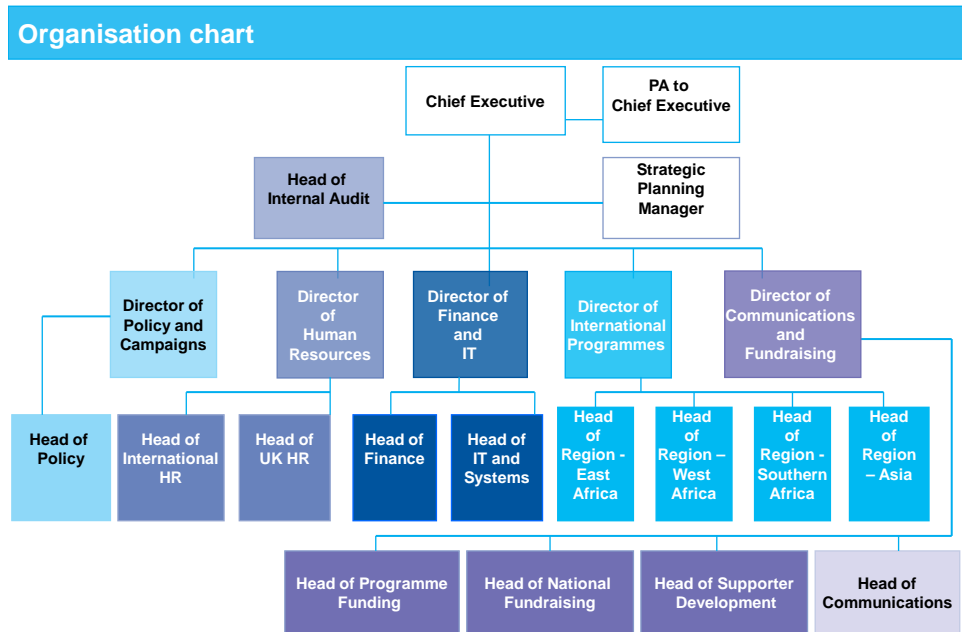 Organisation chart
Chief Executive
PA to
Chief Executive
Head of
Internal Audit
Strategic
Planning
Manager
Director of
Policy and
Campaigns
Director
of
Human
Resources
Director of
Finance
and
IT
Director of
International
Programmes
Director of
Communications
and
Fundraising
Head of
Policy
Head of
International
HR
Head of
UK HR
Head of
Finance
Head of
IT and
Systems
Head
of
Region -
East
Africa
Head
of
Region –
West
Africa
Head
of
Region -
Southern
Africa
Head
of
Region
– Asia
Head of Programme
Funding
Head of National
Fundraising
Head of Supporter
Development
Head of
Communications